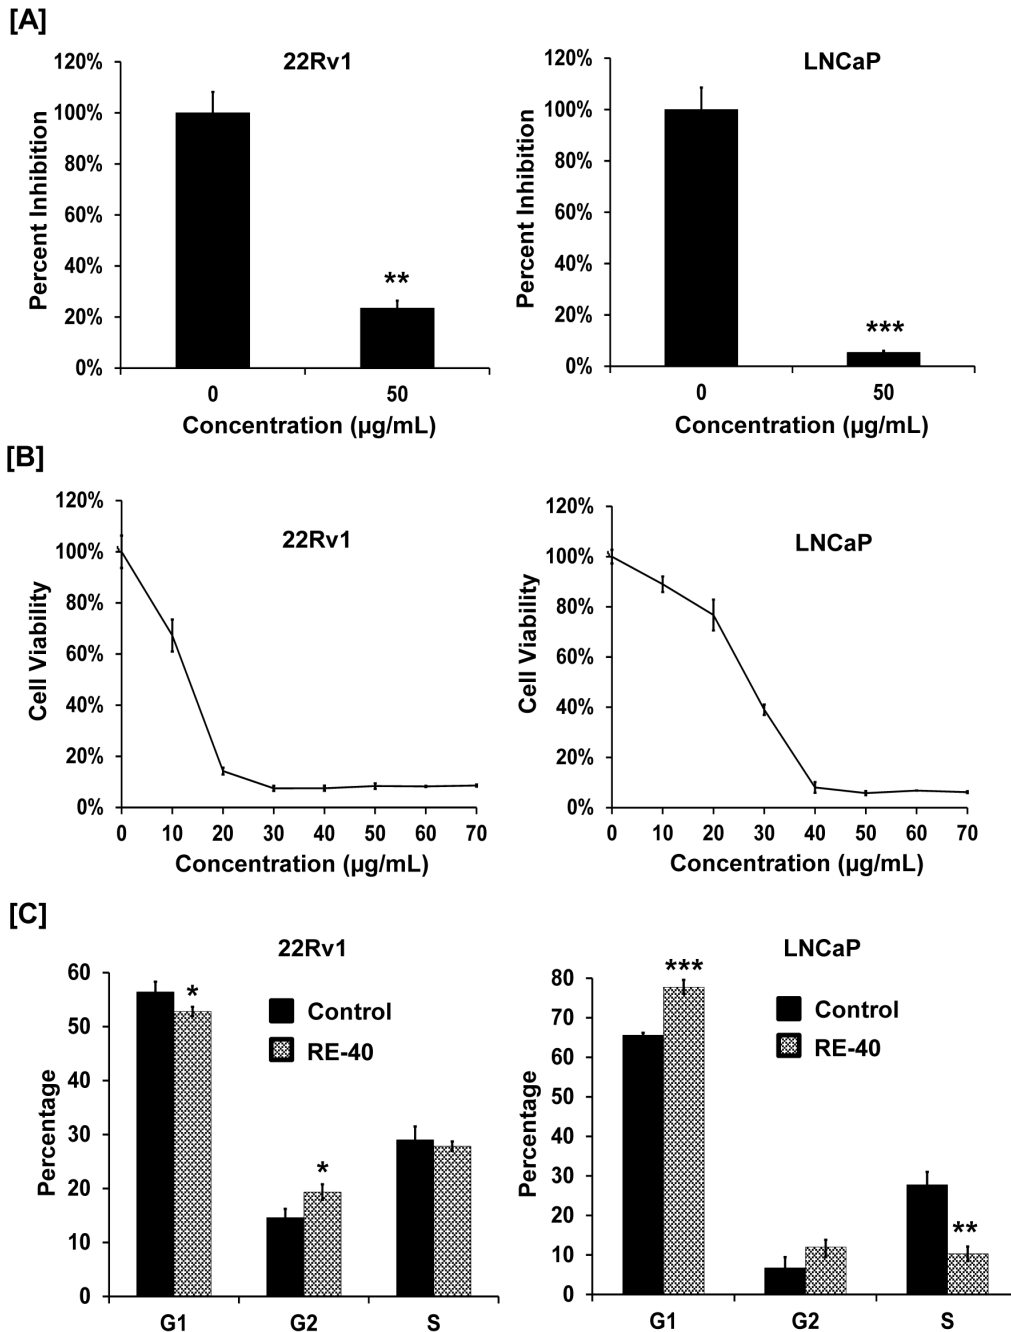 [A]
22Rv1
120%
100%
80%
60%
40%
20%
0%
Percent Inhibition
**
0
50
Concentration (µg/mL)
LNCaP
120%
100%
80%
60%
40%
20%
0%
Percent Inhibition
***
0
50
Concentration (µg/mL)
[B]
22Rv1
120%
100%
80%
60%
40%
20%
0%
Cell Viability
0 10 20 30 40 50 60 70
Concentration (µg/mL)
LNCaP
120%
100%
80%
60%
40%
20%
0%
Cell Viability
0 10 20 30 40 50 60 70
Concentration (µg/mL)
[C]
22Rv1
60
50
40
30
20
10
0
Percentage
*
*
Control
RE-40
G1 G2 S
LNCaP
80
70
60
50
40
30
20
10
0
Percentage
***
**
Control
RE-40
G1 G2 S